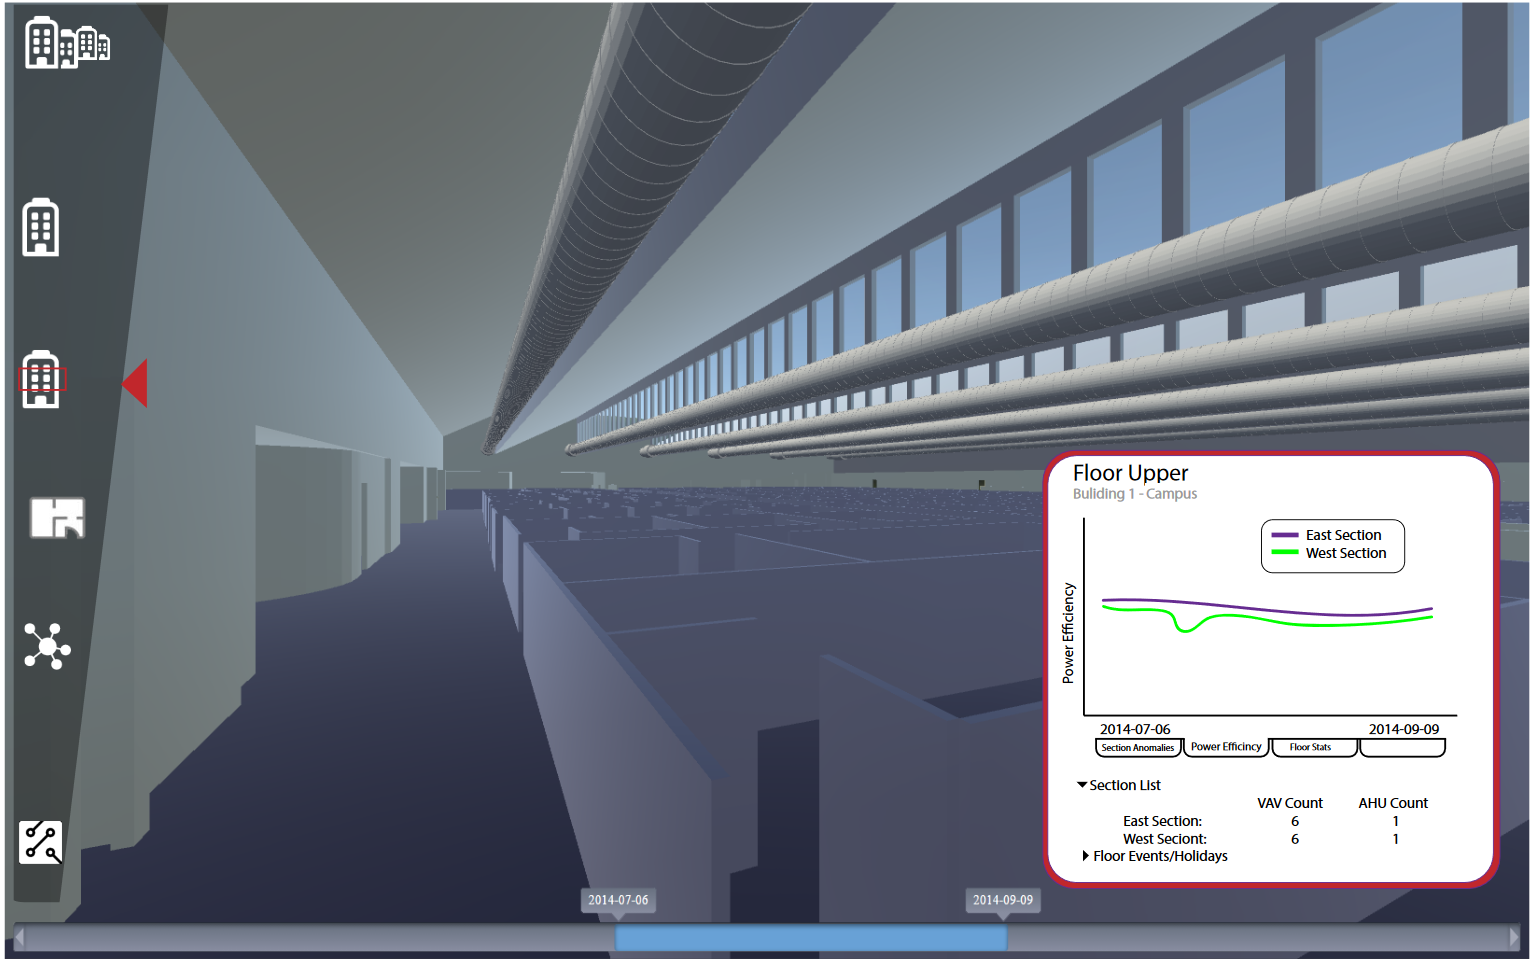 Floor Upper
Buliding 1 - Campus
East Section
West Section
Power Efficiency
2014-07-06 2014-09-09
Section Anomalies Power Efficincy Floor Stats
Section List
VAV Count AHU Count
East Section: 6 1
West Seciont: 6 1
Floor Events/Holidays
2014-07-06 2014-09-09